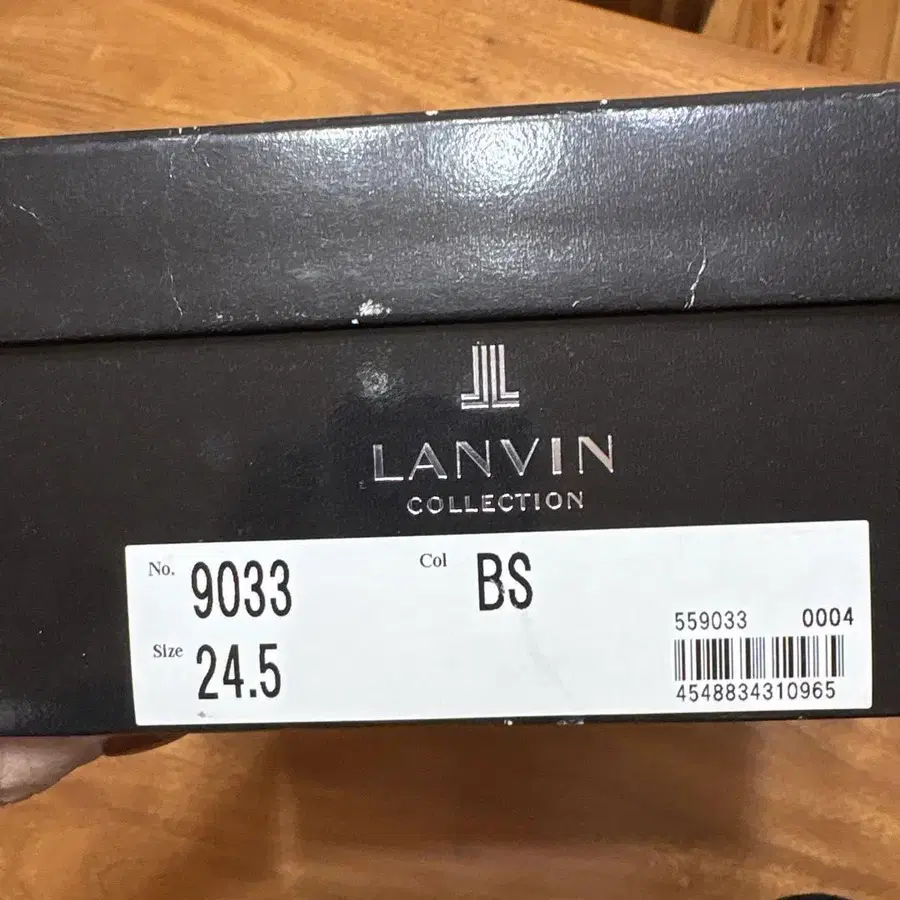 LANVIN
COLLECTION
No. 9033 Col BS
559033 0004
Size 24.5
4548834310965